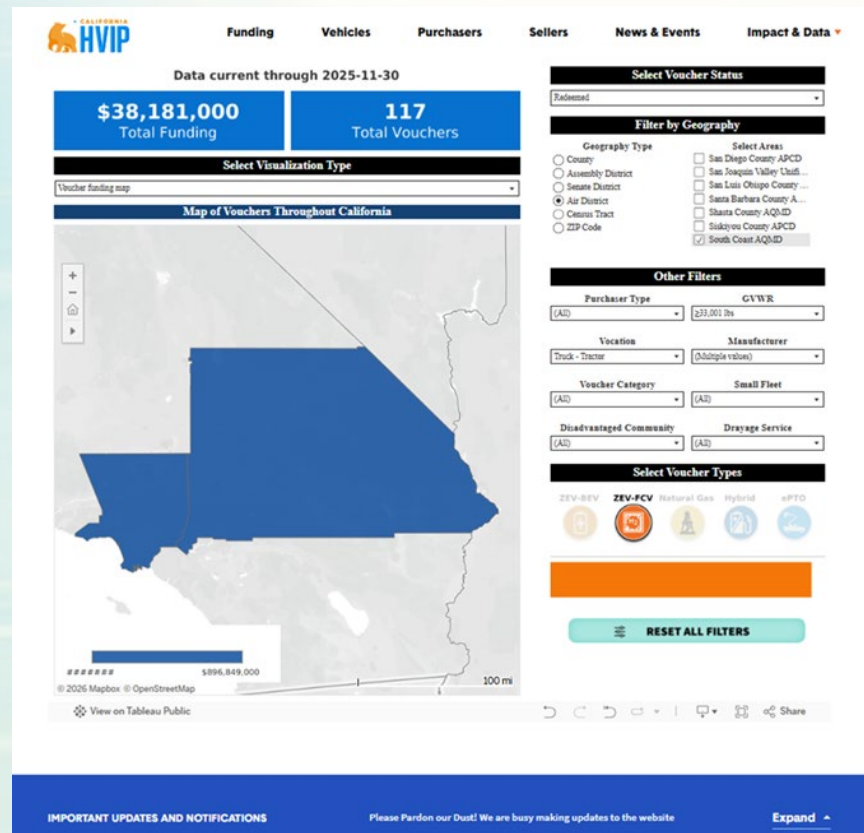 CALIFORNIA
HVIP
Funding
Vehicles
Purchasers
Sellers
News & Events
Impact & Data
Data current through 2025-11-30
$38,181,000
Total Funding
117
Total Vouchers
Select Visualization Type
Voucher funding map
Map of Vouchers Throughout California
#######
$896,849,000
100 mi
© 2026 Mapbox © OpenStreetMap
Select Voucher Status
Redeemed
Filter by Geography
Geography Type
County
Assembly District
Senate District
Air District
Census Tract
ZIP Code
Select Areas
San Diego County APCD
San Joaquin Valley Unifi...
San Luis Obispo County ...
Santa Barbara County A...
Shasta County AQMD
Siskiyou County APCD
South Coast AQMD
Other Filters
Purchaser Type
GVWR
(All)
≥33,001 lbs
Vocation
Manufacturer
Truck - Tractor
(Multiple values)
Voucher Category
Small Fleet
(All)
(All)
Disadvantaged Community
Drayage Service
(All)
(All)
Select Voucher Types
ZEV-BEV
ZEV-FCV
Natural Gas
Hybrid
ePTO
RESET ALL FILTERS
View on Tableau Public
Share
IMPORTANT UPDATES AND NOTIFICATIONS
Please Pardon our Dust! We are busy making updates to the website
Expand